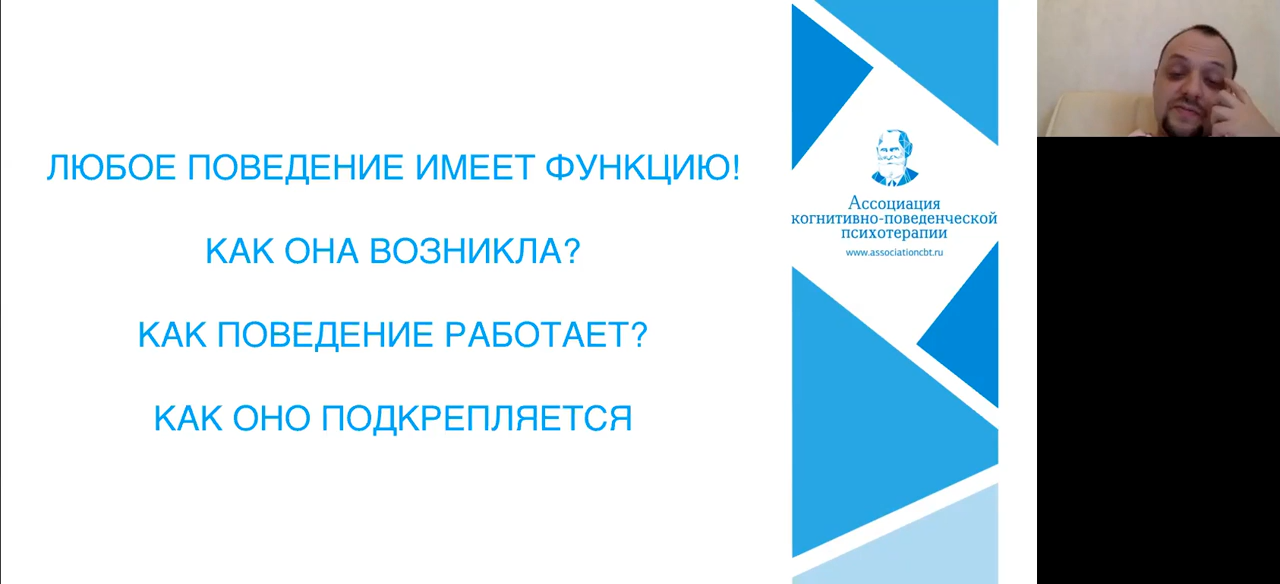 ЛЮБОЕ ПОВЕДЕНИЕ ИМЕЕТ ФУНКЦИЮ!
КАК ОНА ВОЗНИКЛА?
КАК ПОВЕДЕНИЕ РАБОТАЕТ?
КАК ОНО ПОДКРЕПЛЯЕТСЯ
Ассоциация
когнитивно-поведенческой
психотерапии
www.associationcbt.ru